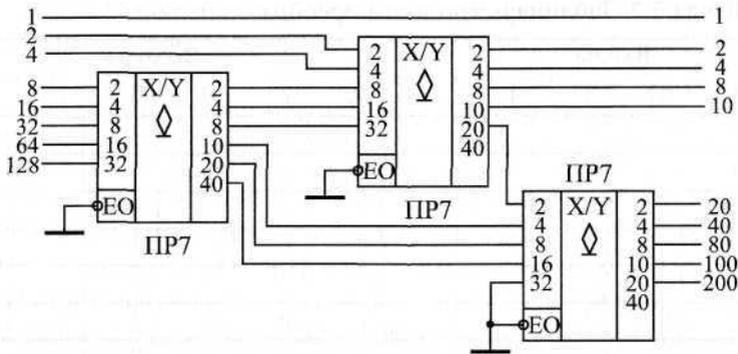 1 1
2 2 X/Y 2 2
4 4 4 4
8 8 8
16 10 10
32 20
40
EO
ПР7
8 2 X/Y 2
16 4 4
32 8 8
64 16 10
128 32 20
40
EO
ПР7
ПР7
2 X/Y 2 20
4 4 40
8 8 80
16 10 100
32 20 200
40
EO